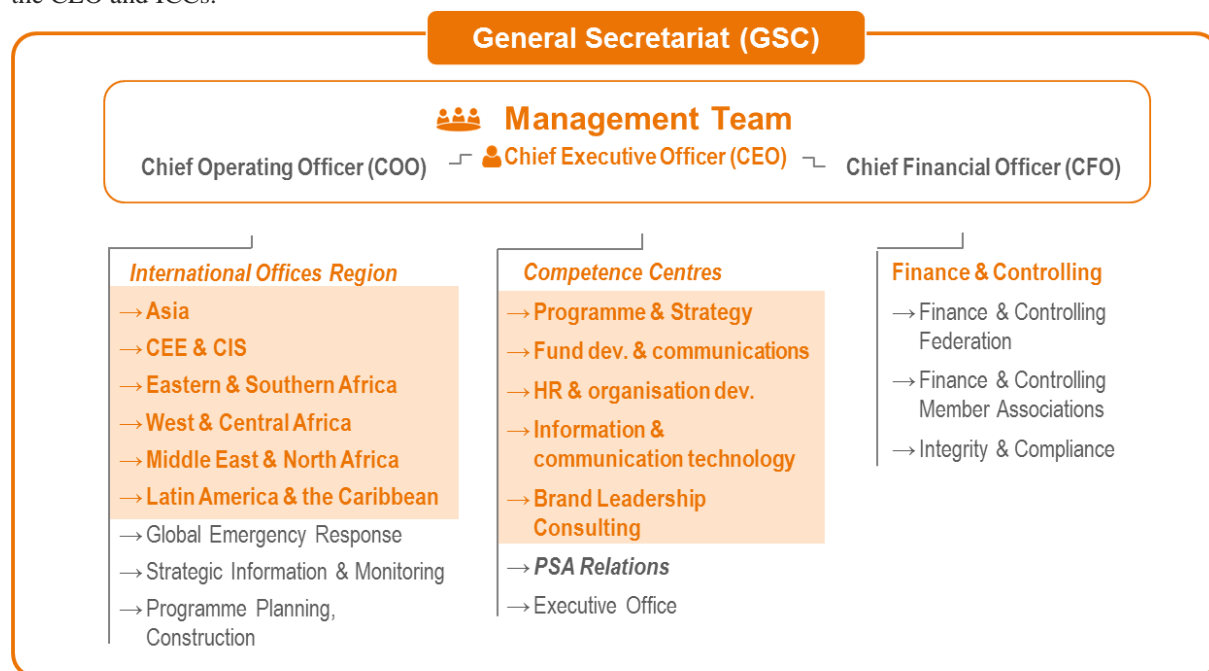 the CEO and ICCs.
General Secretariat (GSC)
Management Team
Chief Operating Officer (COO)
Chief Executive Officer (CEO)
Chief Financial Officer (CFO)
International Offices Region
→ Asia
→ CEE & CIS
→ Eastern & Southern Africa
→ West & Central Africa
→ Middle East & North Africa
→ Latin America & the Caribbean
→ Global Emergency Response
→ Strategic Information & Monitoring
→ Programme Planning,
Construction
Competence Centres
→ Programme & Strategy
→ Fund dev. & communications
→ HR & organisation dev.
→ Information &
communication technology
→ Brand Leadership
Consulting
→ PSA Relations
→ Executive Office
Finance & Controlling
→ Finance & Controlling
Federation
→ Finance & Controlling
Member Associations
→ Integrity & Compliance